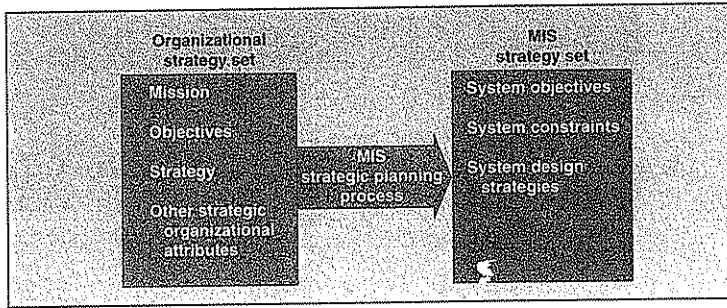 Organizational
strategy set
Mission
Objectives
Strategy
Other strategic
organizational
attributes
MIS
strategic planning
process
MIS
strategy set
System objectives
System constraints
System design
strategies